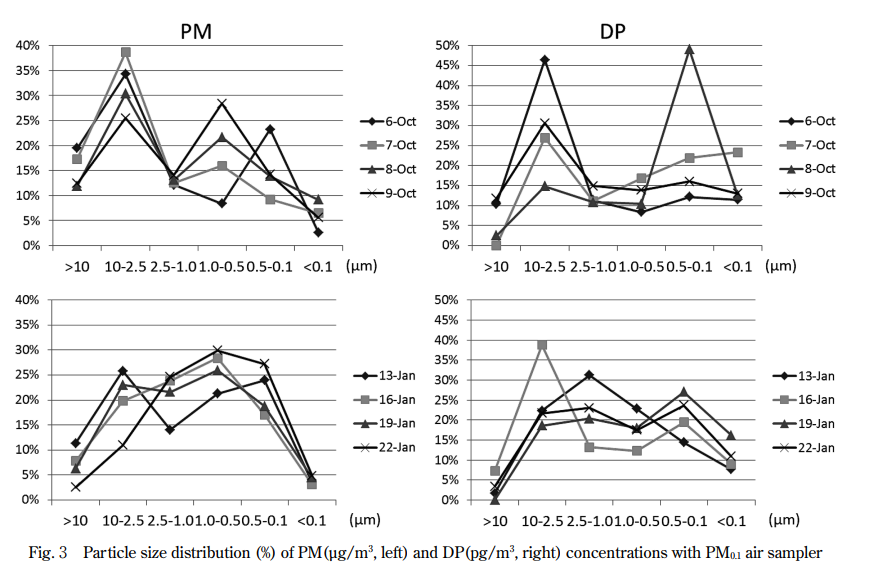 PM
40%
35%
30%
25%
20%
15%
10%
5%
0%
>10 10-2.5 2.5-1.0 1.0-0.5 0.5-0.1 <0.1 (μm)
6-Oct
7-Oct
8-Oct
9-Oct
DP
50%
45%
40%
35%
30%
25%
20%
15%
10%
5%
0%
>10 10-2.5 2.5-1.0 1.0-0.5 0.5-0.1 <0.1 (μm)
6-Oct
7-Oct
8-Oct
9-Oct
40%
35%
30%
25%
20%
15%
10%
5%
0%
>10 10-2.5 2.5-1.0 1.0-0.5 0.5-0.1 <0.1 (μm)
13-Jan
16-Jan
19-Jan
22-Jan
50%
45%
40%
35%
30%
25%
20%
15%
10%
5%
0%
>10 10-2.5 2.5-1.0 1.0-0.5 0.5-0.1 <0.1 (μm)
13-Jan
16-Jan
19-Jan
22-Jan
Fig. 3 Particle size distribution (%) of PM(μg/m³, left) and DP(pg/m³, right) concentrations with PM₀.₁ air sampler